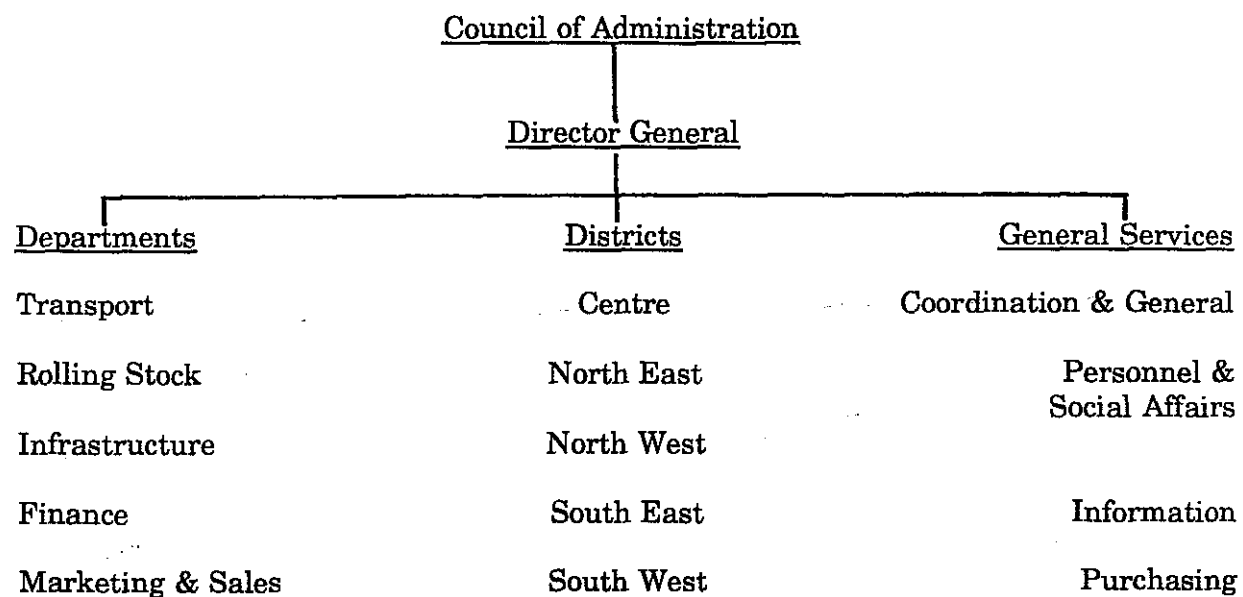 Council of Administration
Director General
Departments Districts General Services
Transport Centre Coordination & General
Rolling Stock North East Personnel &
Social Affairs
Infrastructure North West
Finance South East Information
Marketing & Sales South West Purchasing